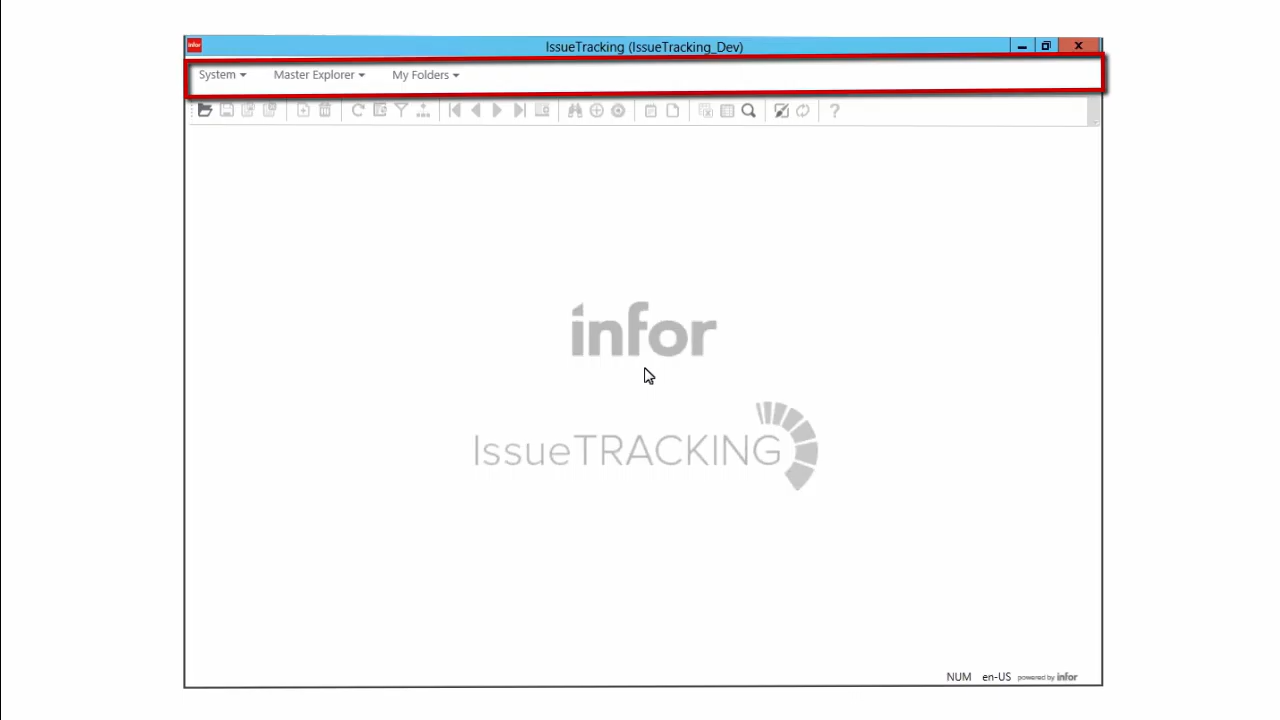 infor
IssueTracking (IssueTracking_Dev)
System
Master Explorer
My Folders
infor
IssueTRACKING
NUM en-US powered by infor